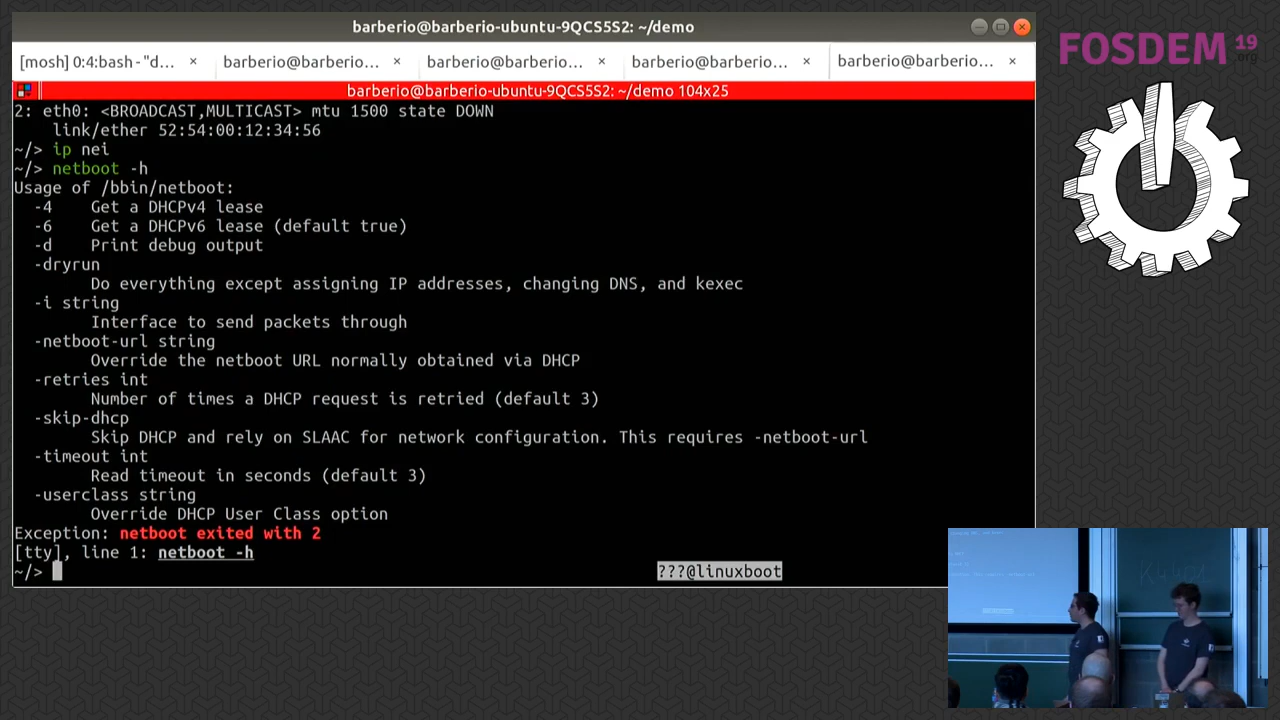 barberio@barberio-ubuntu-9QCS5S2: ~/demo
FOSDEM 19
.org
[mosh] 0:4:bash - "d... × barberio@barberio... × barberio@barberio... × barberio@barberio... × barberio@barberio... ×
barberio@barberio-ubuntu-9QCS5S2: ~/demo 104x25
2: eth0: <BROADCAST,MULTICAST> mtu 1500 state DOWN
link/ether 52:54:00:12:34:56
~/> ip nei
~/> netboot -h
Usage of /bbin/netboot:
-4 Get a DHCPv4 lease
-6 Get a DHCPv6 lease (default true)
-d Print debug output
-dryrun
Do everything except assigning IP addresses, changing DNS, and kexec
-i string
Interface to send packets through
-netboot-url string
Override the netboot URL normally obtained via DHCP
-retries int
Number of times a DHCP request is retried (default 3)
-skip-dhcp
Skip DHCP and rely on SLAAC for network configuration. This requires -netboot-url
-timeout int
Read timeout in seconds (default 3)
-userclass string
Override DHCP User Class option
Exception: netboot exited with 2
[tty], line 1: netboot -h
~/> ???@linuxboot